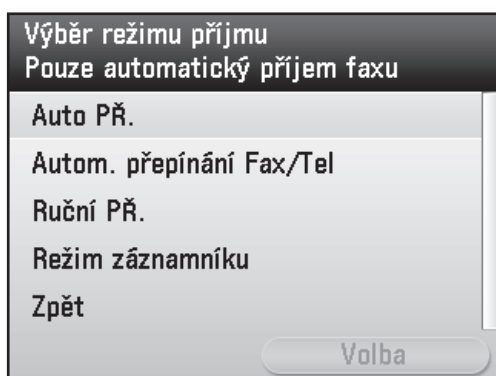 Výběr režimu příjmu
Pouze automatický příjem faxu
Auto PŘ.
Autom. přepínání Fax/Tel
Ruční PŘ.
Režim záznamníku
Zpět
Volba